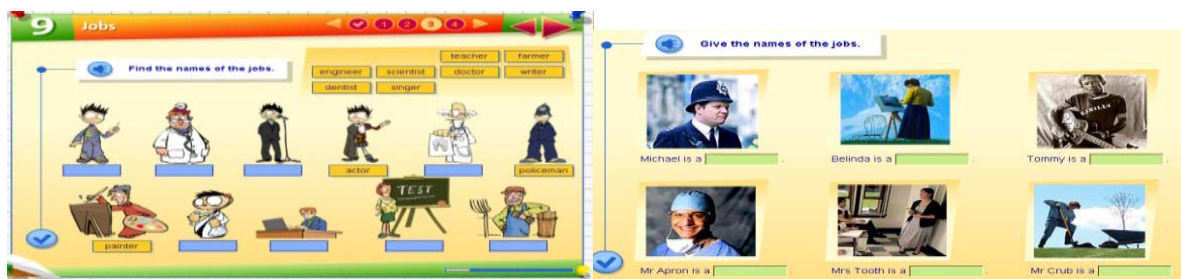 9 Jobs
1 2 3 4
Find the names of the jobs.
teacher farmer
engineer scientist doctor writer
dentist singer
actor policeman
TEST
painter
Give the names of the jobs.
Michael is a .
Belinda is a .
Tommy is a .
Mr Apron is a .
Mrs Tooth is a .
Mr Crub is a .